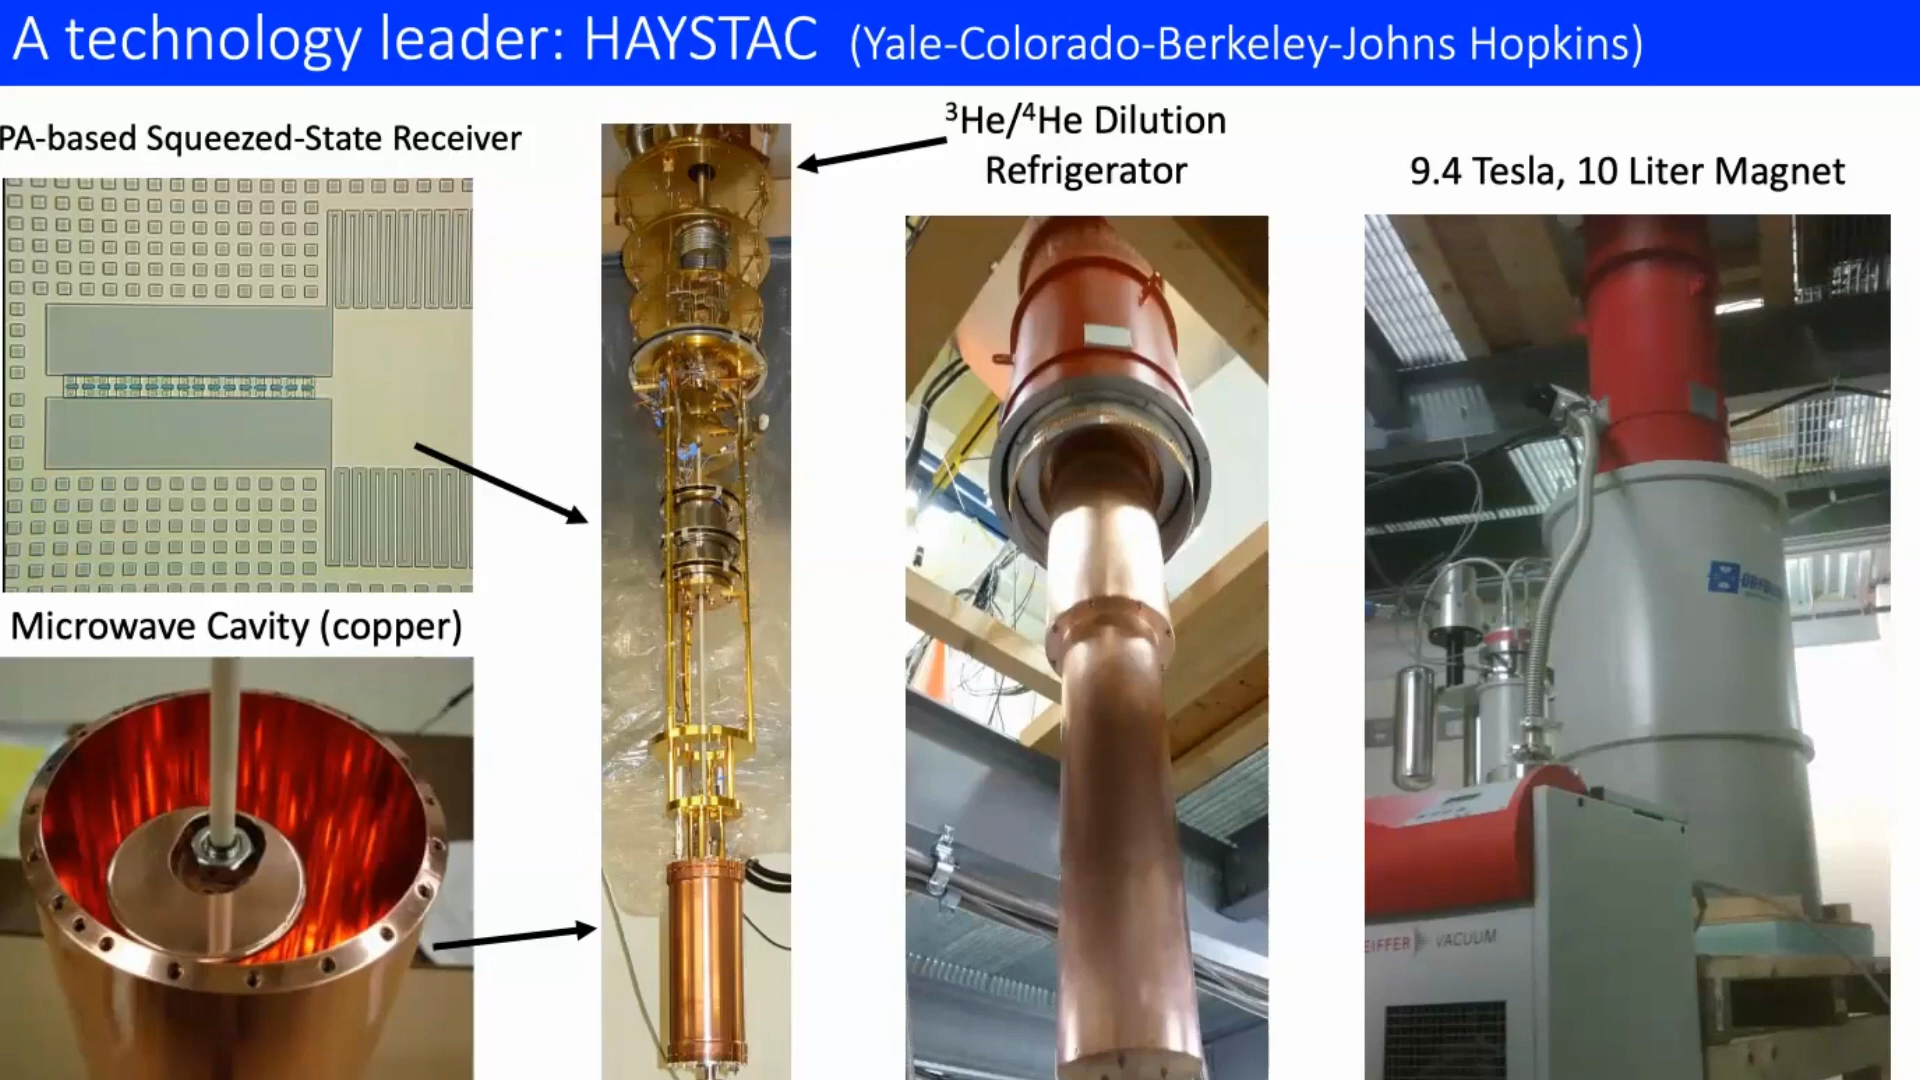 A technology leader: HAYSTAC (Yale-Colorado-Berkeley-Johns Hopkins)
PA-based Squeezed-State Receiver
³He/⁴He Dilution
Refrigerator
9.4 Tesla, 10 Liter Magnet
Microwave Cavity (copper)
EIFFER VACUUM